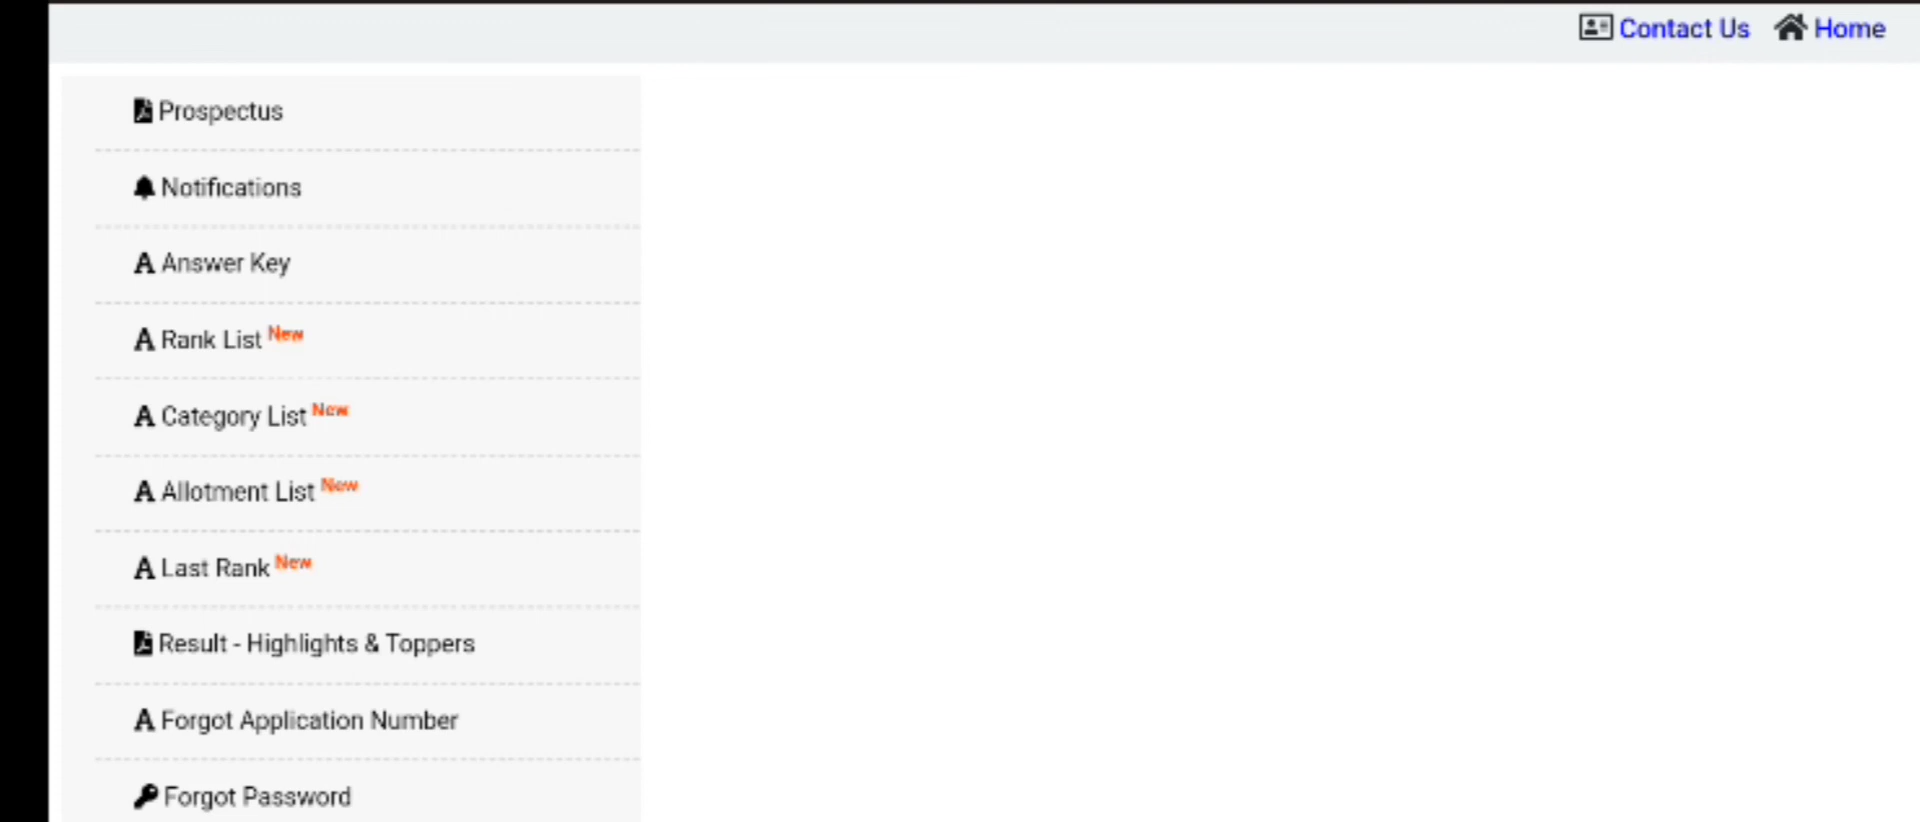 Contact Us Home
Prospectus
Notifications
Answer Key
Rank List New
Category List New
Allotment List New
Last Rank New
Result - Highlights & Toppers
Forgot Application Number
Forgot Password